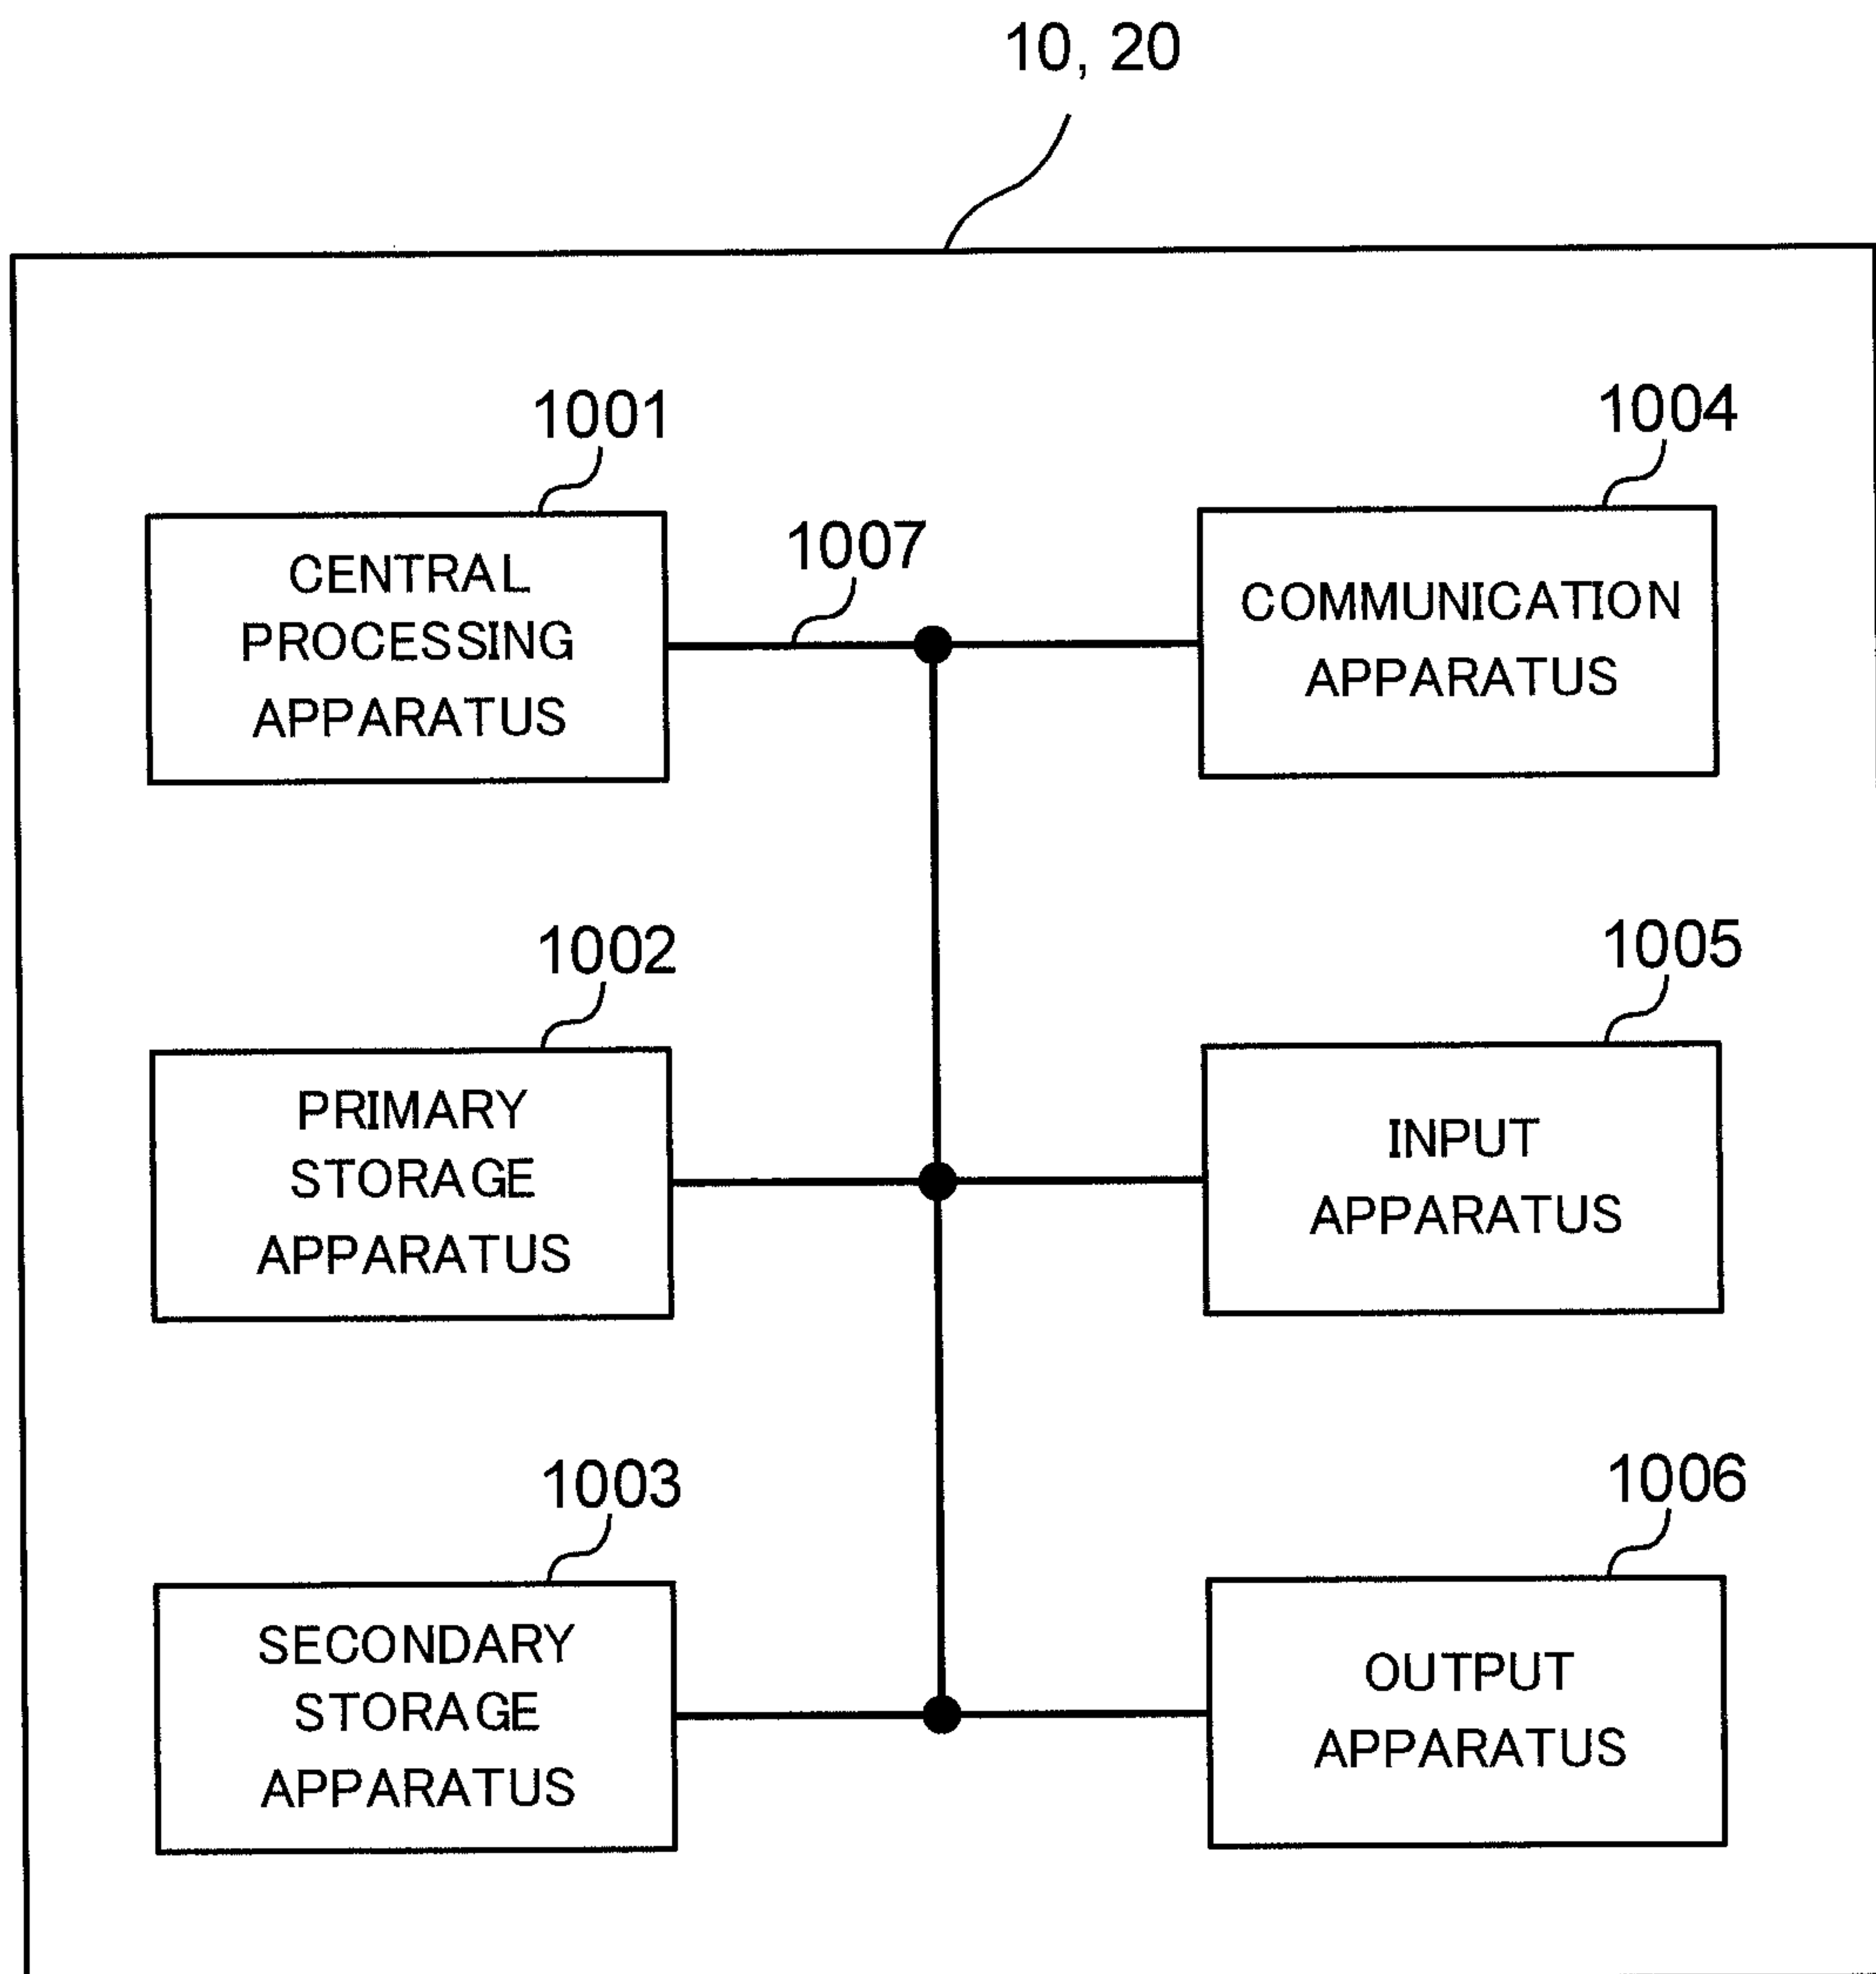 10, 20
1001
CENTRAL
PROCESSING
APPARATUS
1007
1004
COMMUNICATION
APPARATUS
1002
PRIMARY
STORAGE
APPARATUS
1005
INPUT
APPARATUS
1003
SECONDARY
STORAGE
APPARATUS
1006
OUTPUT
APPARATUS